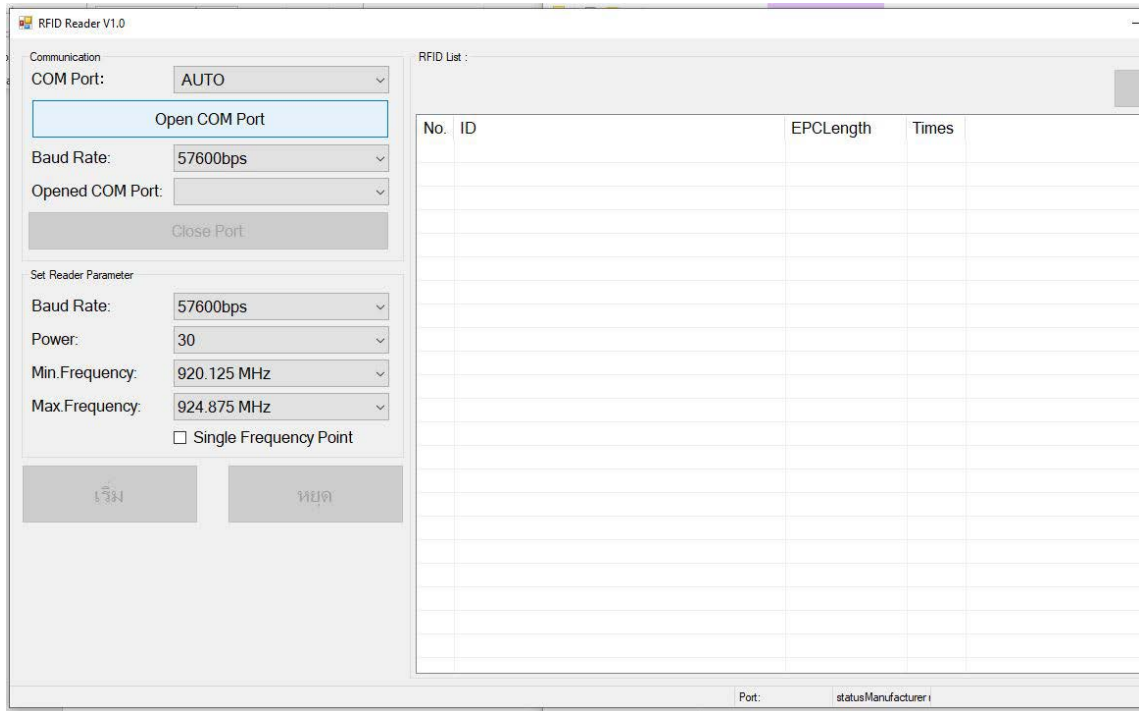 RFID Reader V1.0
Communication
COM Port:
AUTO
Open COM Port
Baud Rate:
57600bps
Opened COM Port:
Close Port
Set Reader Parameter
Baud Rate:
57600bps
Power:
30
Min.Frequency:
920.125 MHz
Max.Frequency:
924.875 MHz
Single Frequency Point
เริ่ม
หยุด
RFID List :
No. ID EPCLength Times
Port:
statusManufacturer